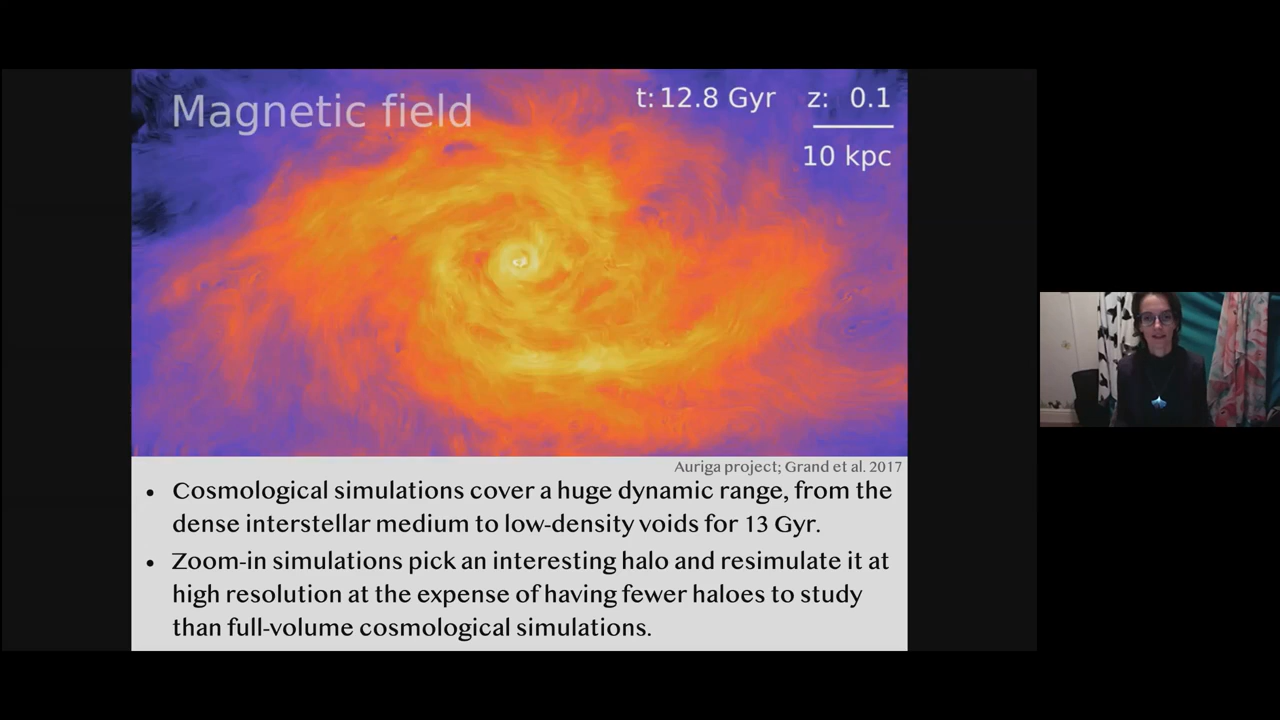 Magnetic field
t: 12.8 Gyr z: 0.1
10 kpc
Auriga project; Grand et al. 2017
• Cosmological simulations cover a huge dynamic range, from the
dense interstellar medium to low-density voids for 13 Gyr.
• Zoom-in simulations pick an interesting halo and resimulate it at
high resolution at the expense of having fewer haloes to study
than full-volume cosmological simulations.